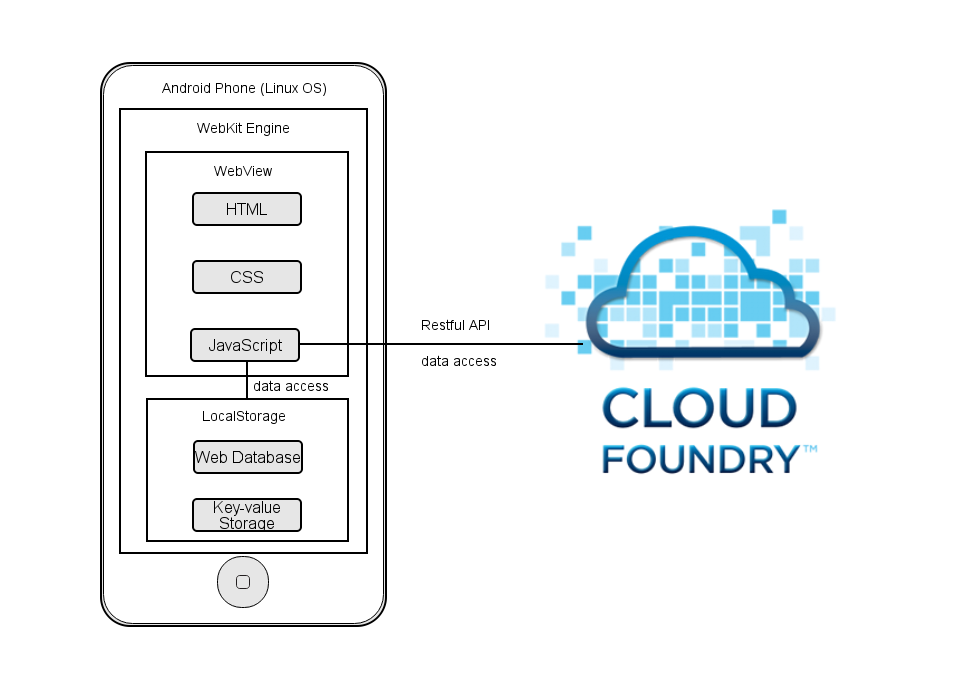 Android Phone (Linux OS)
WebKit Engine
WebView
HTML
CSS
JavaScript
data access
LocalStorage
Web Database
Key-value
Storage
Restful API
data access
CLOUD
FOUNDRY™